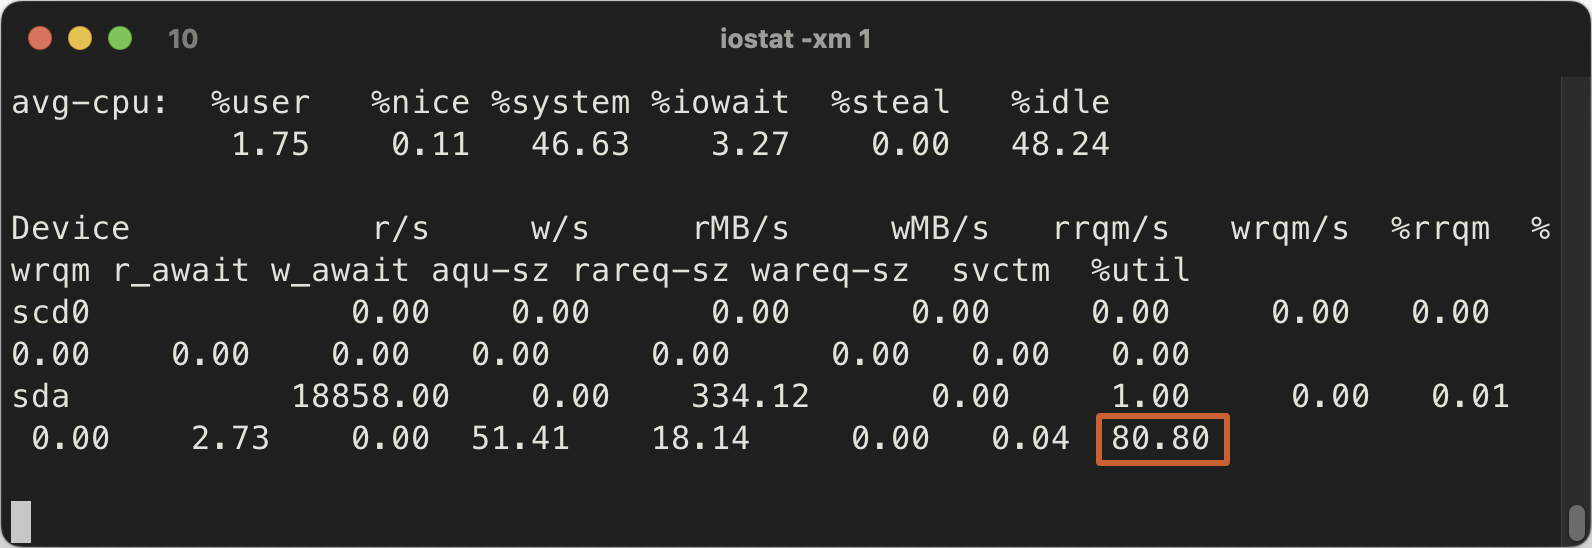 10 iostat -xm 1
avg-cpu: %user %nice %system %iowait %steal %idle
1.75 0.11 46.63 3.27 0.00 48.24
Device r/s w/s rMB/s wMB/s rrqm/s wrqm/s %rrqm %
wrqm r_await w_await aqu-sz rareq-sz wareq-sz svctm %util
scd0 0.00 0.00 0.00 0.00 0.00 0.00 0.00
0.00 0.00 0.00 0.00 0.00 0.00 0.00 0.00
sda 18858.00 0.00 334.12 0.00 1.00 0.00 0.01
0.00 2.73 0.00 51.41 18.14 0.00 0.04 80.80